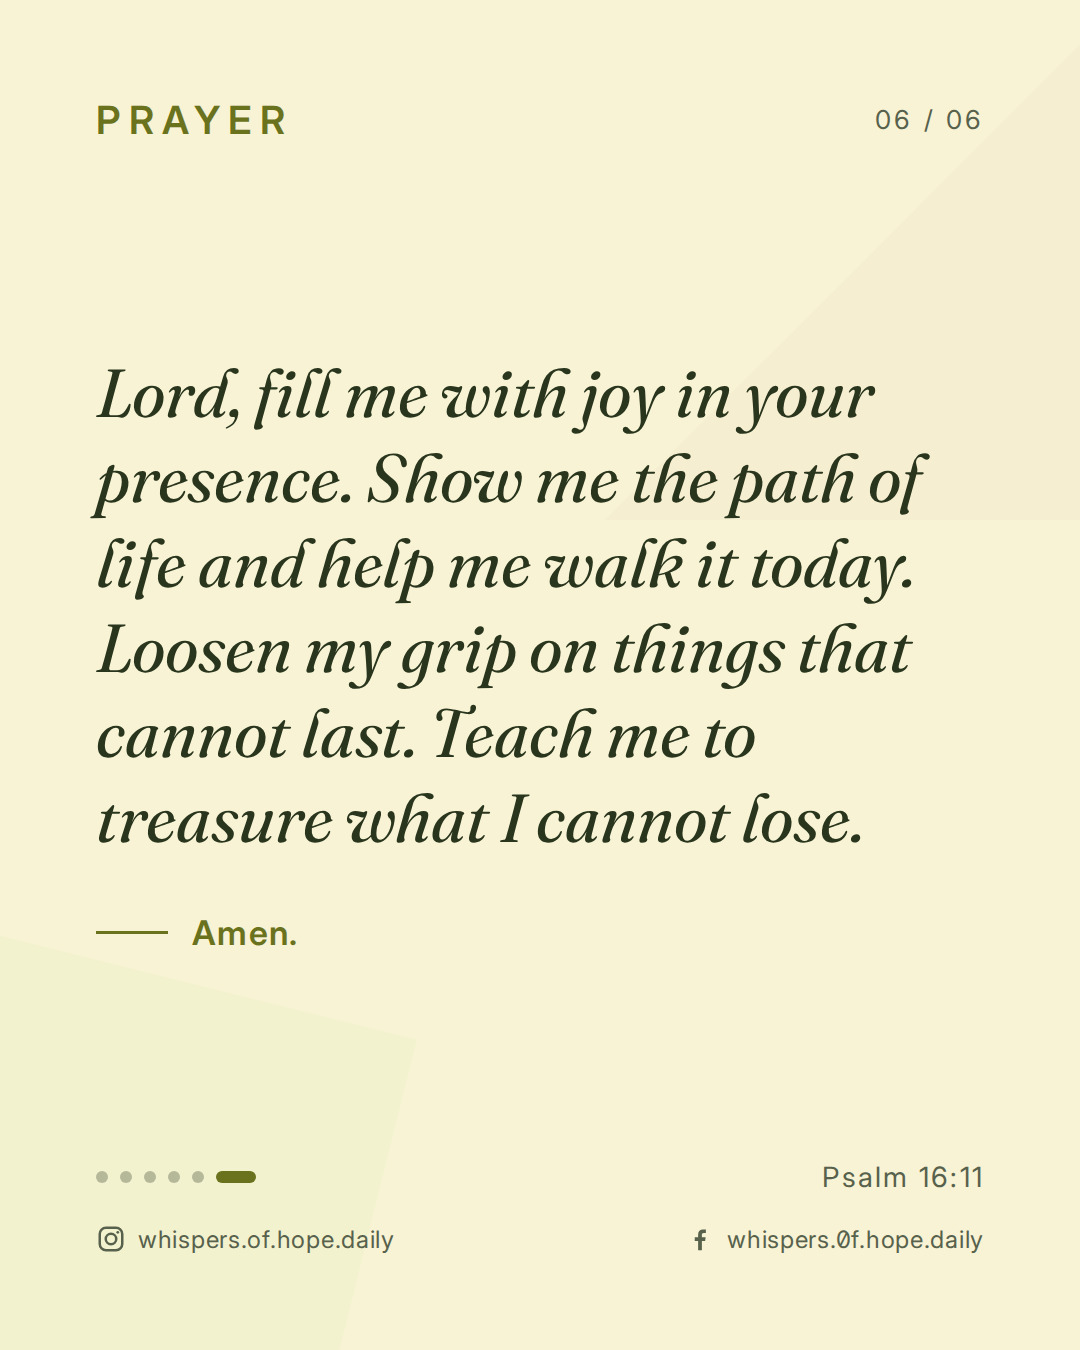 PRAYER
06 / 06
Lord, fill me with joy in your
presence. Show me the path of
life and help me walk it today.
Loosen my grip on things that
cannot last. Teach me to
treasure what I cannot lose.
Amen.
Psalm 16:11
whispers.of.hope.daily
whispers.0f.hope.daily